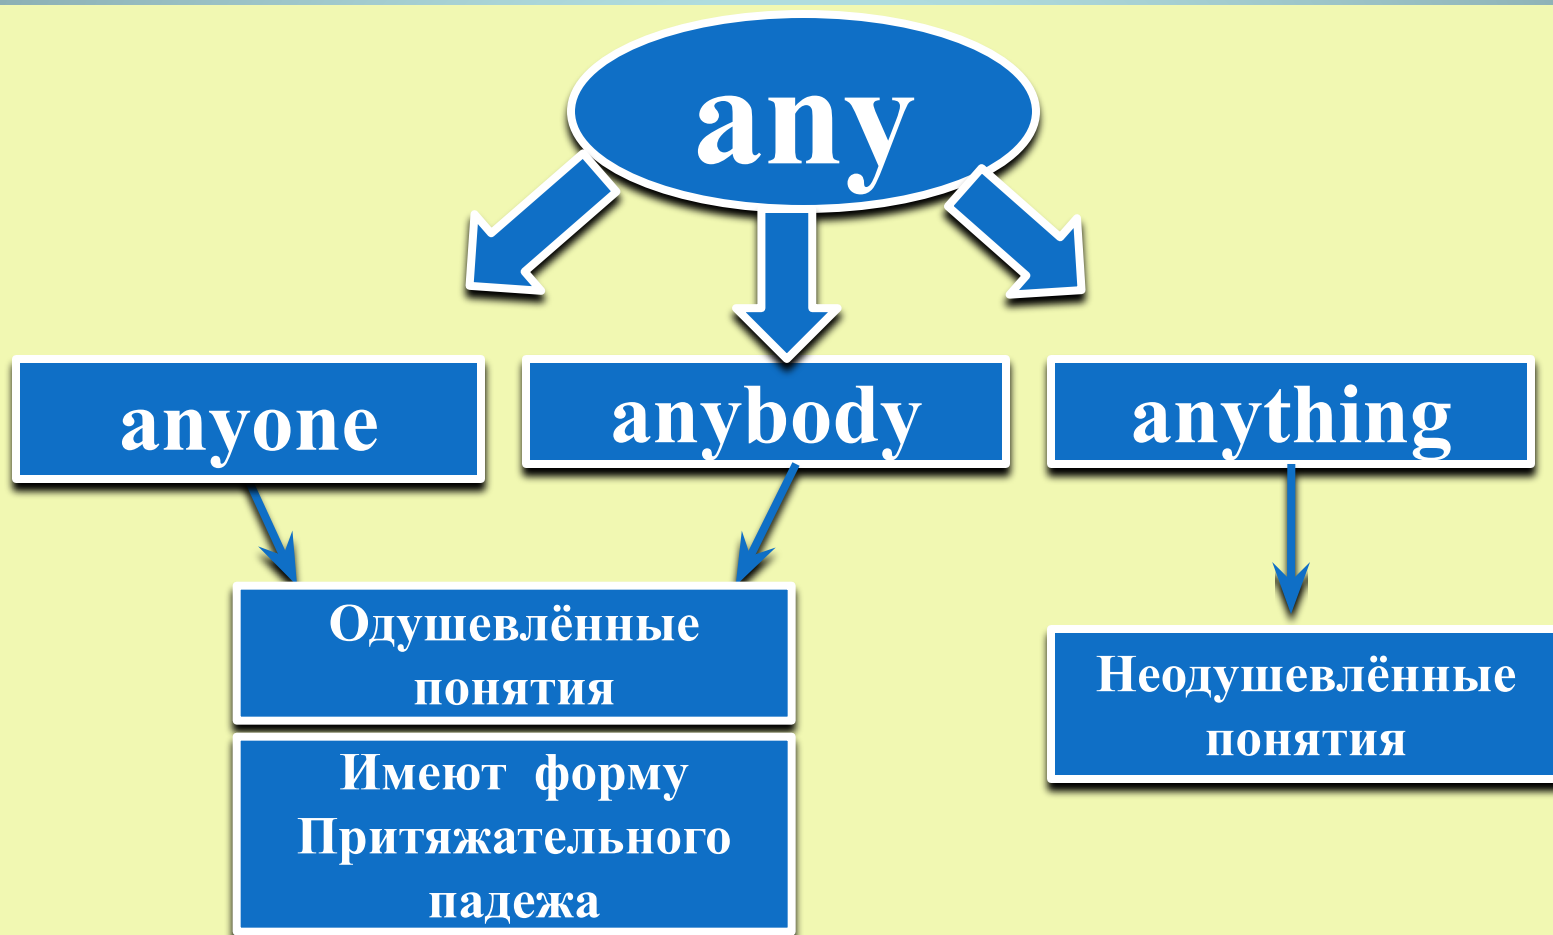 any
anyone
anybody
anything
Одушевлённые
понятия
Имеют форму
Притяжательного
падежа
Неодушевлённые
понятия